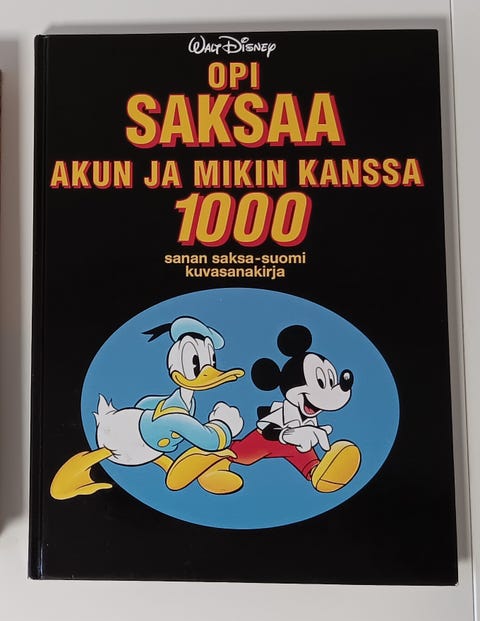 Walt Disney
OPI
SAKSAA
AKUN JA MIKIN KANSSA
1000
sanan saksa-suomi
kuvasanakirja